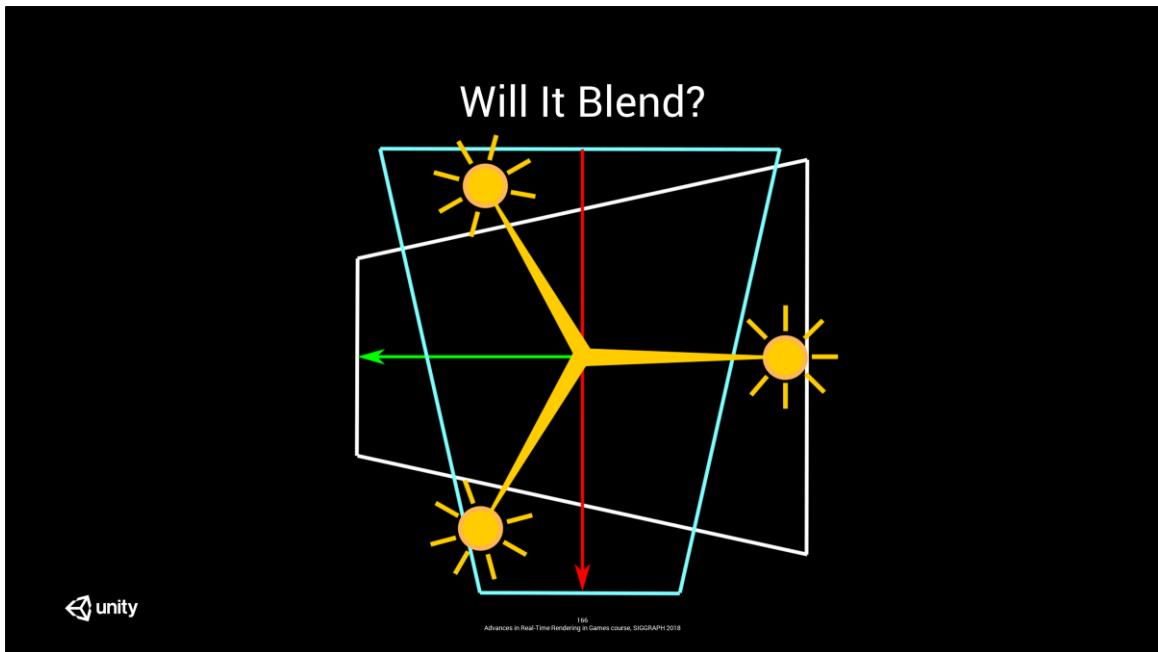 Will It Blend?
unity
166
Advances in Real-Time Rendering in Games course, SIGGRAPH 2018